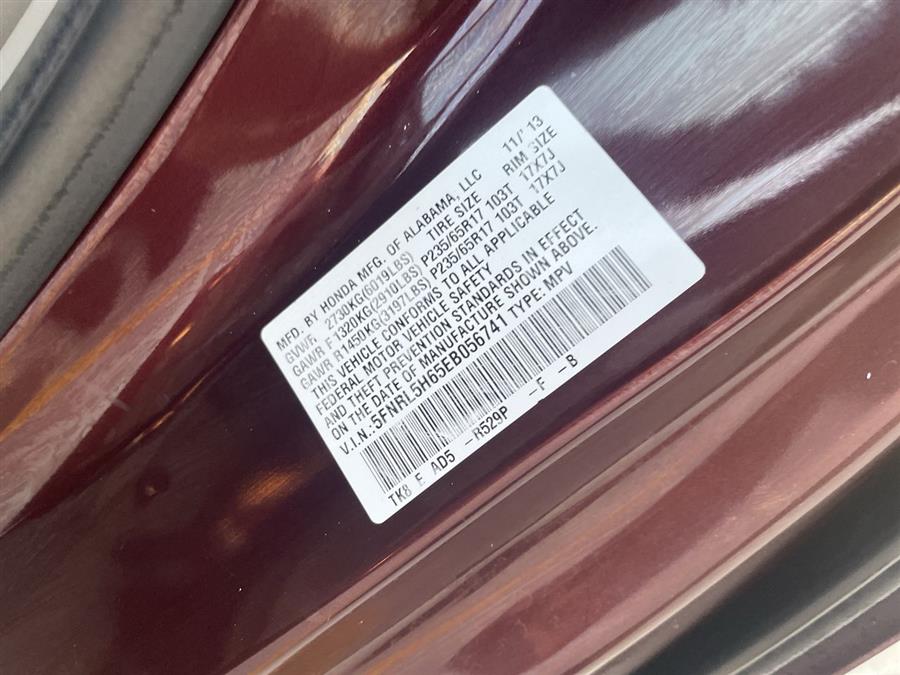 MFD. BY HONDA MFG. OF ALABAMA, LLC 11/'13
GVWR. 2730KG(6019LBS) TIRE SIZE RIM SIZE
GAWR F 1320KG(2910LBS) P235/65R17 103T 17X7J
GAWR R1450KG(3197LBS) P235/65R17 103T 17X7J
THIS VEHICLE CONFORMS TO ALL APPLICABLE
FEDERAL MOTOR VEHICLE SAFETY
AND THEFT PREVENTION STANDARDS IN EFFECT
ON THE DATE OF MANUFACTURE SHOWN ABOVE.
V.I.N.: 5FNRL5H65EB056741 TYPE: MPV
TK8 E AD5 -R529P -F -B